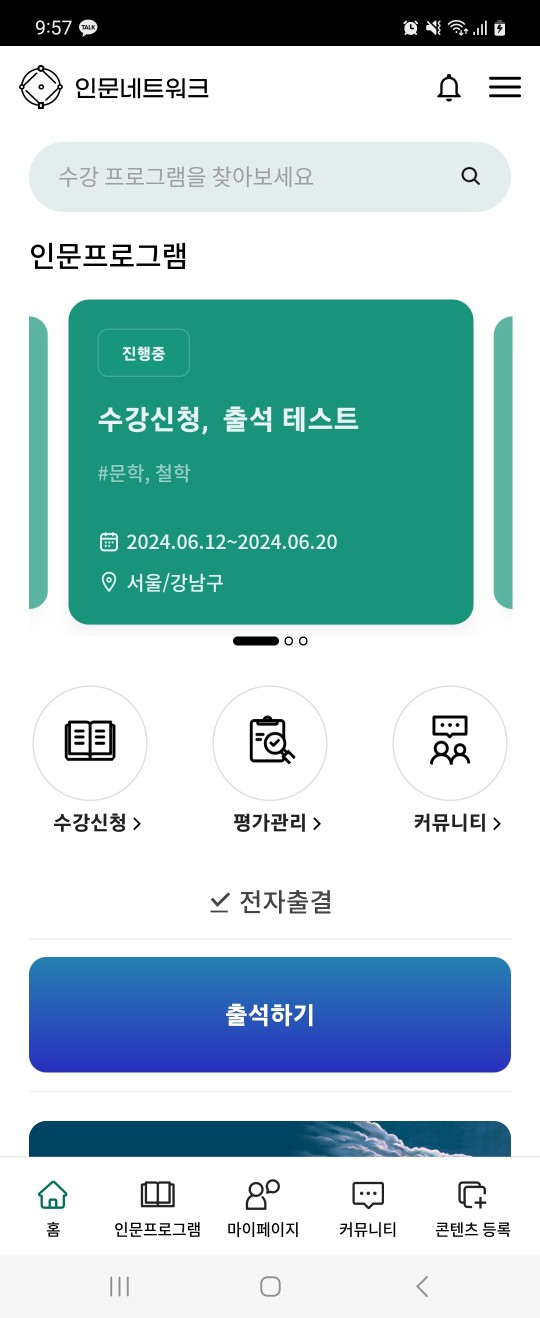 9:57 TALK
인문네트워크
수강 프로그램을 찾아보세요
인문프로그램
진행중
수강신청, 출석 테스트
#문학, 철학
2024.06.12~2024.06.20
서울/강남구
수강신청 평가관리 커뮤니티
전자출결
출석하기
홈 인문프로그램 마이페이지 커뮤니티 콘텐츠 등록